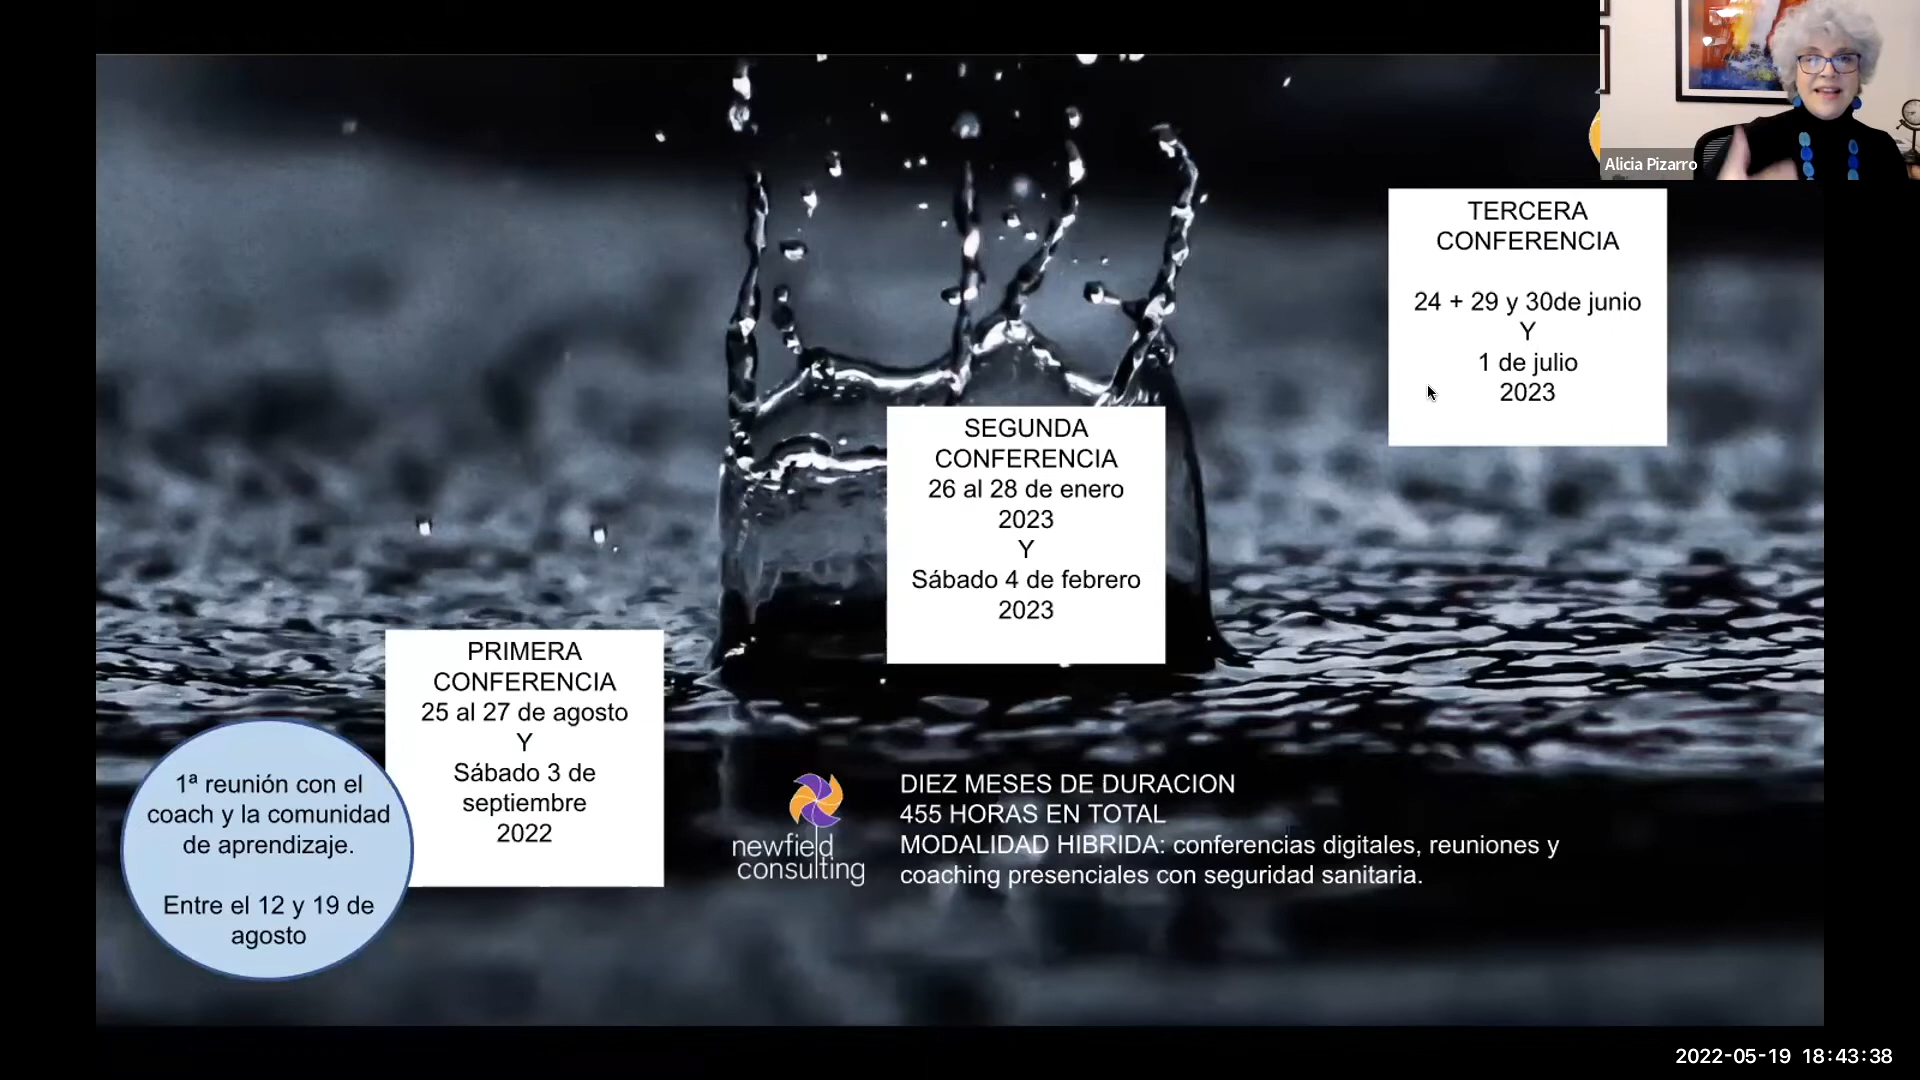 Alicia Pizarro
TERCERA
CONFERENCIA
24 + 29 y 30de junio
Y
1 de julio
2023
SEGUNDA
CONFERENCIA
26 al 28 de enero
2023
Y
Sábado 4 de febrero
2023
PRIMERA
CONFERENCIA
25 al 27 de agosto
Y
Sábado 3 de
septiembre
2022
1ª reunión con el
coach y la comunidad
de aprendizaje.
Entre el 12 y 19 de
agosto
newfield
consulting
DIEZ MESES DE DURACION
455 HORAS EN TOTAL
MODALIDAD HIBRIDA: conferencias digitales, reuniones y
coaching presenciales con seguridad sanitaria.
2022-05-19 18:43:38